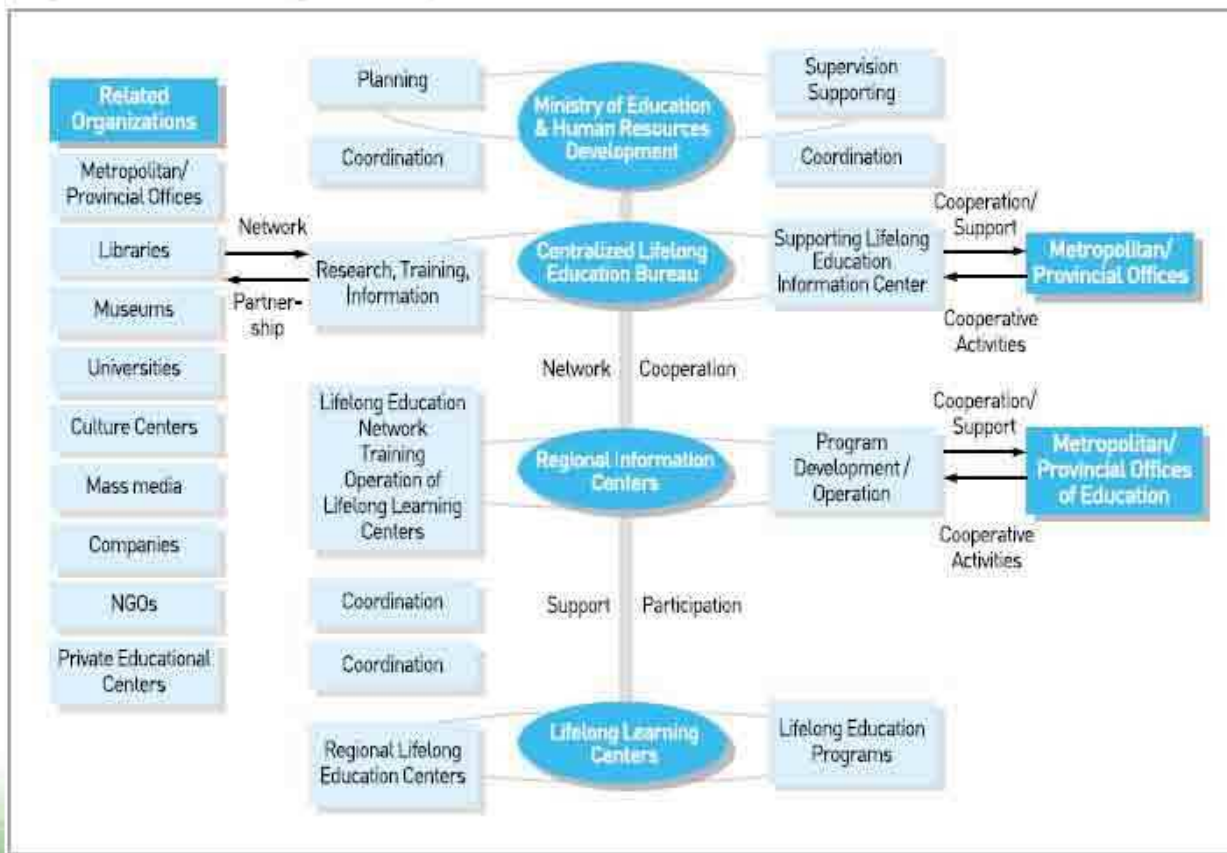 Related
Organizations
Metropolitan/
Provincial Offices
Libraries
Museums
Universities
Culture Centers
Mass media
Companies
NGOs
Private Educational
Centers
Network
Partner-
ship
Planning
Coordination
Ministry of Education
& Human Resources
Development
Supervision
Supporting
Coordination
Research, Training,
Information
Centralized Lifelong
Education Bureau
Supporting Lifelong
Education
Information Center
Cooperation/
Support
Cooperative
Activities
Metropolitan/
Provincial Offices
Network
Cooperation
Lifelong Education
Network
Training
Operation of
Lifelong Learning
Centers
Regional Information
Centers
Program
Development /
Operation
Cooperation/
Support
Cooperative
Activities
Metropolitan/
Provincial Offices
of Education
Coordination
Support
Participation
Coordination
Regional Lifelong
Education Centers
Lifelong Learning
Centers
Lifelong Education
Programs